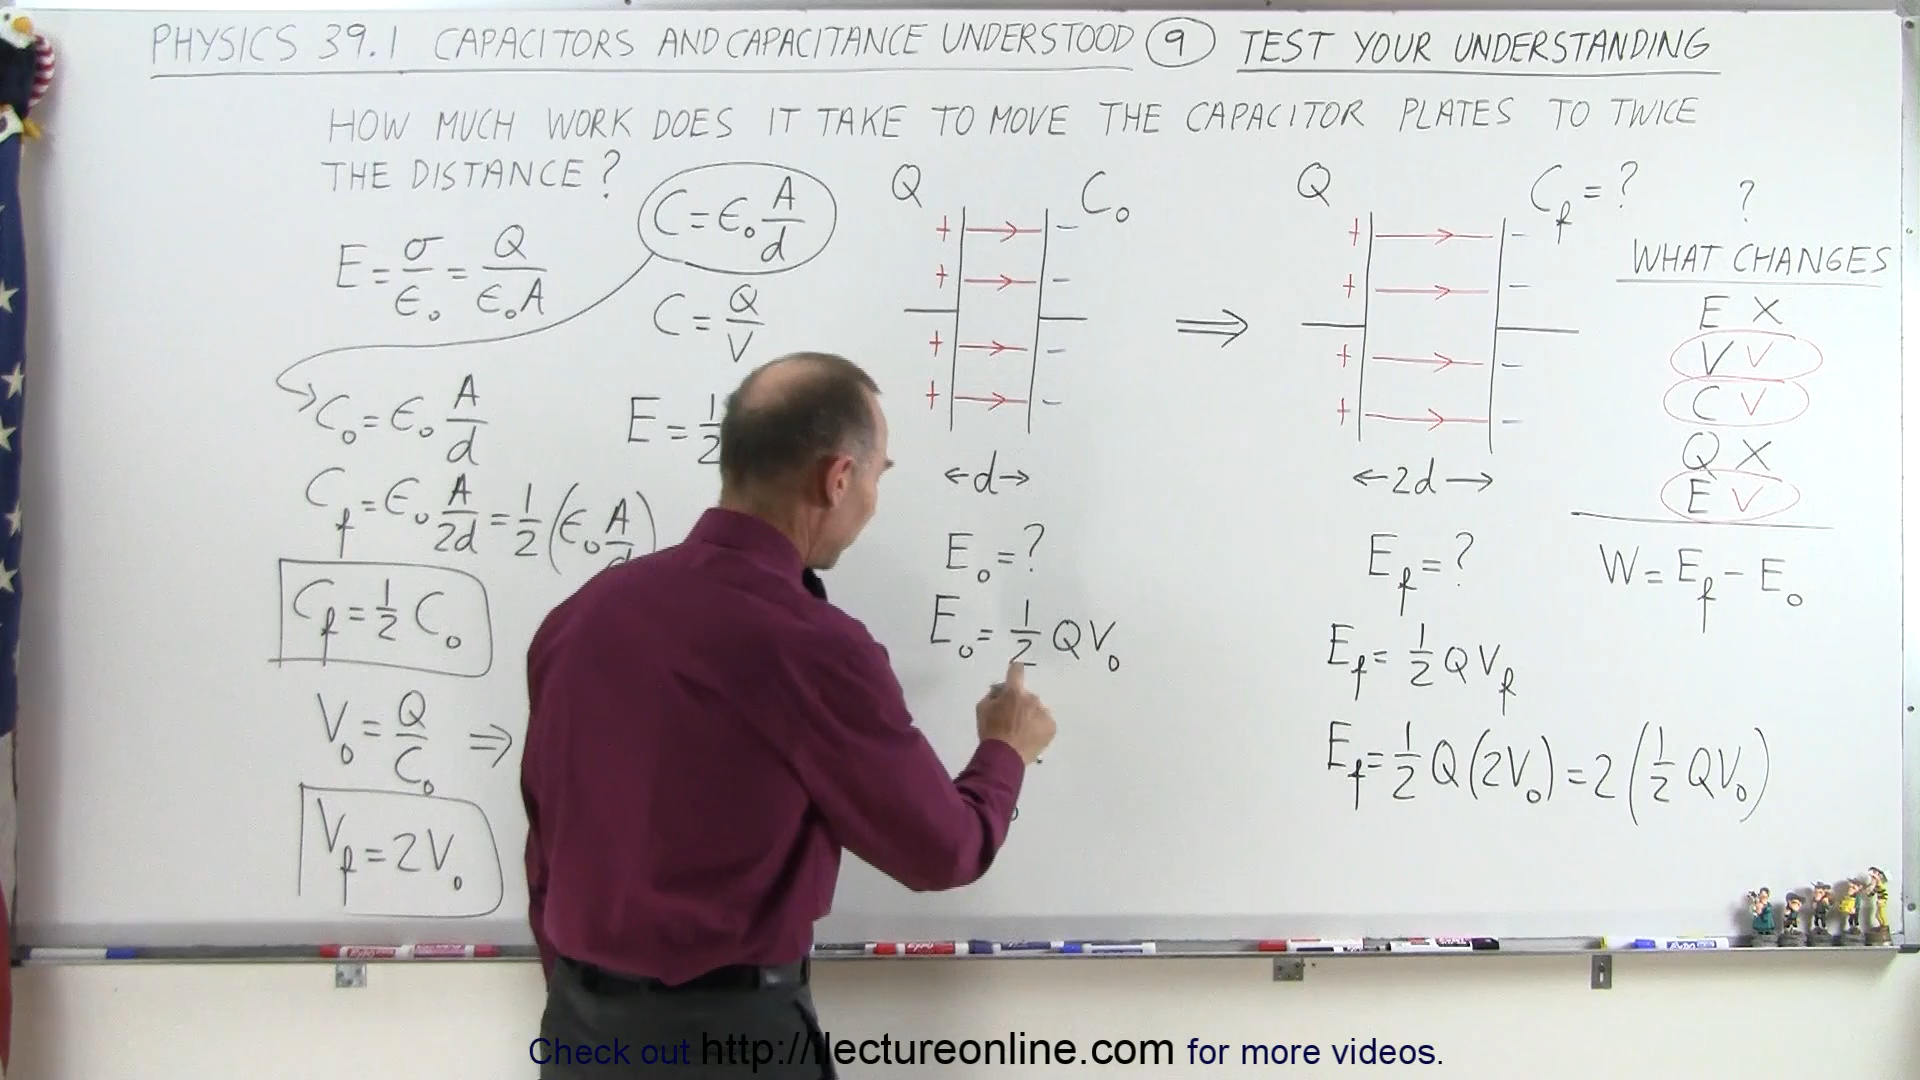 PHYSICS 39.1 CAPACITORS AND CAPACITANCE UNDERSTOOD 9 TEST YOUR UNDERSTANDING
HOW MUCH WORK DOES IT TAKE TO MOVE THE CAPACITOR PLATES TO TWICE
THE DISTANCE?
E = σ/ϵ₀ = Q/ϵ₀A
C = ϵ₀ A/d
C = Q/V
C₀ = ϵ₀ A/d
E = 1/2
C_f = ϵ₀ A/2d = 1/2 (ϵ₀ A/d)
C_f = 1/2 C₀
V₀ = Q/C₀ ⇒
V_f = 2V₀
Q C₀
+ −
+ −
+ −
+ −
← d →
E₀ = ?
E₀ = 1/2 QV₀
⇒
Q C_f = ?
+ −
+ −
+ −
+ −
← 2d →
E_f = ?
E_f = 1/2 QV_f
E_f = 1/2 Q(2V₀) = 2(1/2 QV₀)
?
WHAT CHANGES
E X
V V
C V
Q X
E V
W = E_f − E₀
Check out http://ilectureonline.com for more videos.